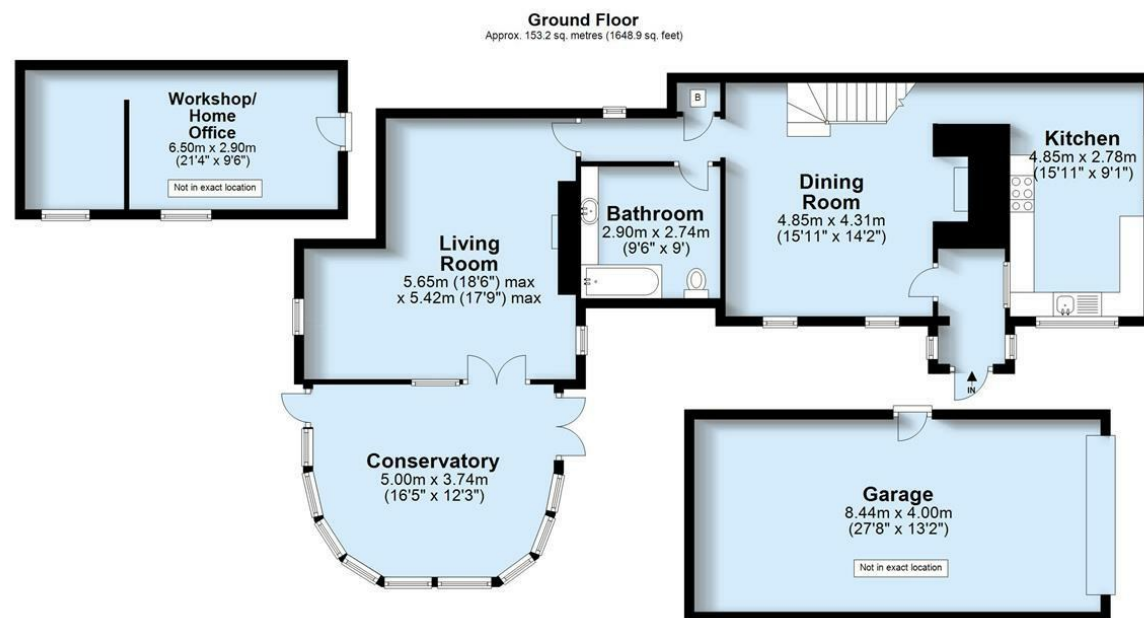 Ground Floor
Approx. 153.2 sq. metres (1648.9 sq. feet)
Workshop/
Home
Office
6.50m x 2.90m
(21'4" x 9'6")
Not in exact location
B
Kitchen
4.85m x 2.78m
(15'11" x 9'1")
Dining
Room
4.85m x 4.31m
(15'11" x 14'2")
Bathroom
2.90m x 2.74m
(9'6" x 9')
Living
Room
5.65m (18'6") max
x 5.42m (17'9") max
IN
Conservatory
5.00m x 3.74m
(16'5" x 12'3")
Garage
8.44m x 4.00m
(27'8" x 13'2")
Not in exact location